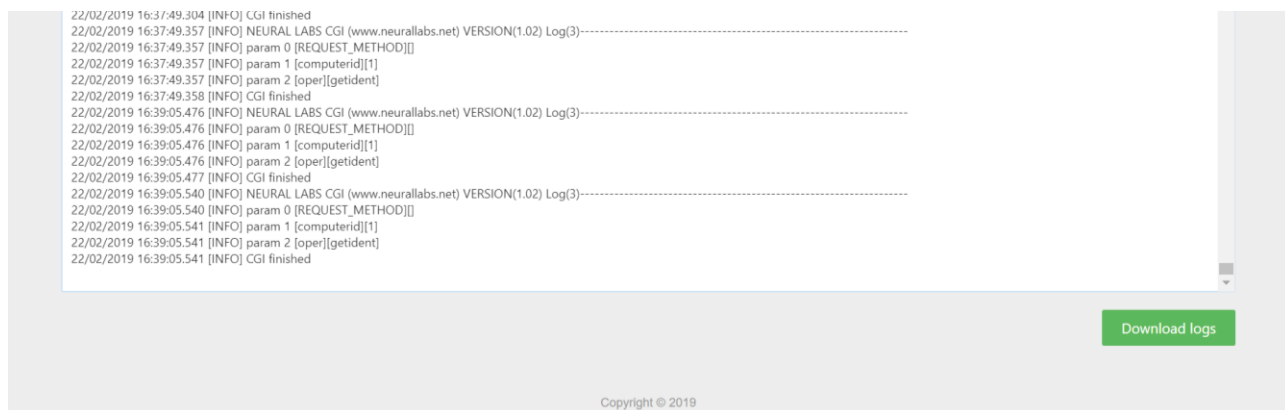 22/02/2019 16:37:49.304 [INFO] CGI finished
22/02/2019 16:37:49.357 [INFO] NEURAL LABS CGI (www.neurallabs.net) VERSION(1.02) Log(3)-----------------------------------------------------------------------
22/02/2019 16:37:49.357 [INFO] param 0 [REQUEST_METHOD][]
22/02/2019 16:37:49.357 [INFO] param 1 [computerid][1]
22/02/2019 16:37:49.357 [INFO] param 2 [oper][getident]
22/02/2019 16:37:49.358 [INFO] CGI finished
22/02/2019 16:39:05.476 [INFO] NEURAL LABS CGI (www.neurallabs.net) VERSION(1.02) Log(3)-----------------------------------------------------------------------
22/02/2019 16:39:05.476 [INFO] param 0 [REQUEST_METHOD][]
22/02/2019 16:39:05.476 [INFO] param 1 [computerid][1]
22/02/2019 16:39:05.476 [INFO] param 2 [oper][getident]
22/02/2019 16:39:05.477 [INFO] CGI finished
22/02/2019 16:39:05.540 [INFO] NEURAL LABS CGI (www.neurallabs.net) VERSION(1.02) Log(3)-----------------------------------------------------------------------
22/02/2019 16:39:05.540 [INFO] param 0 [REQUEST_METHOD][]
22/02/2019 16:39:05.541 [INFO] param 1 [computerid][1]
22/02/2019 16:39:05.541 [INFO] param 2 [oper][getident]
22/02/2019 16:39:05.541 [INFO] CGI finished
Download logs
Copyright © 2019